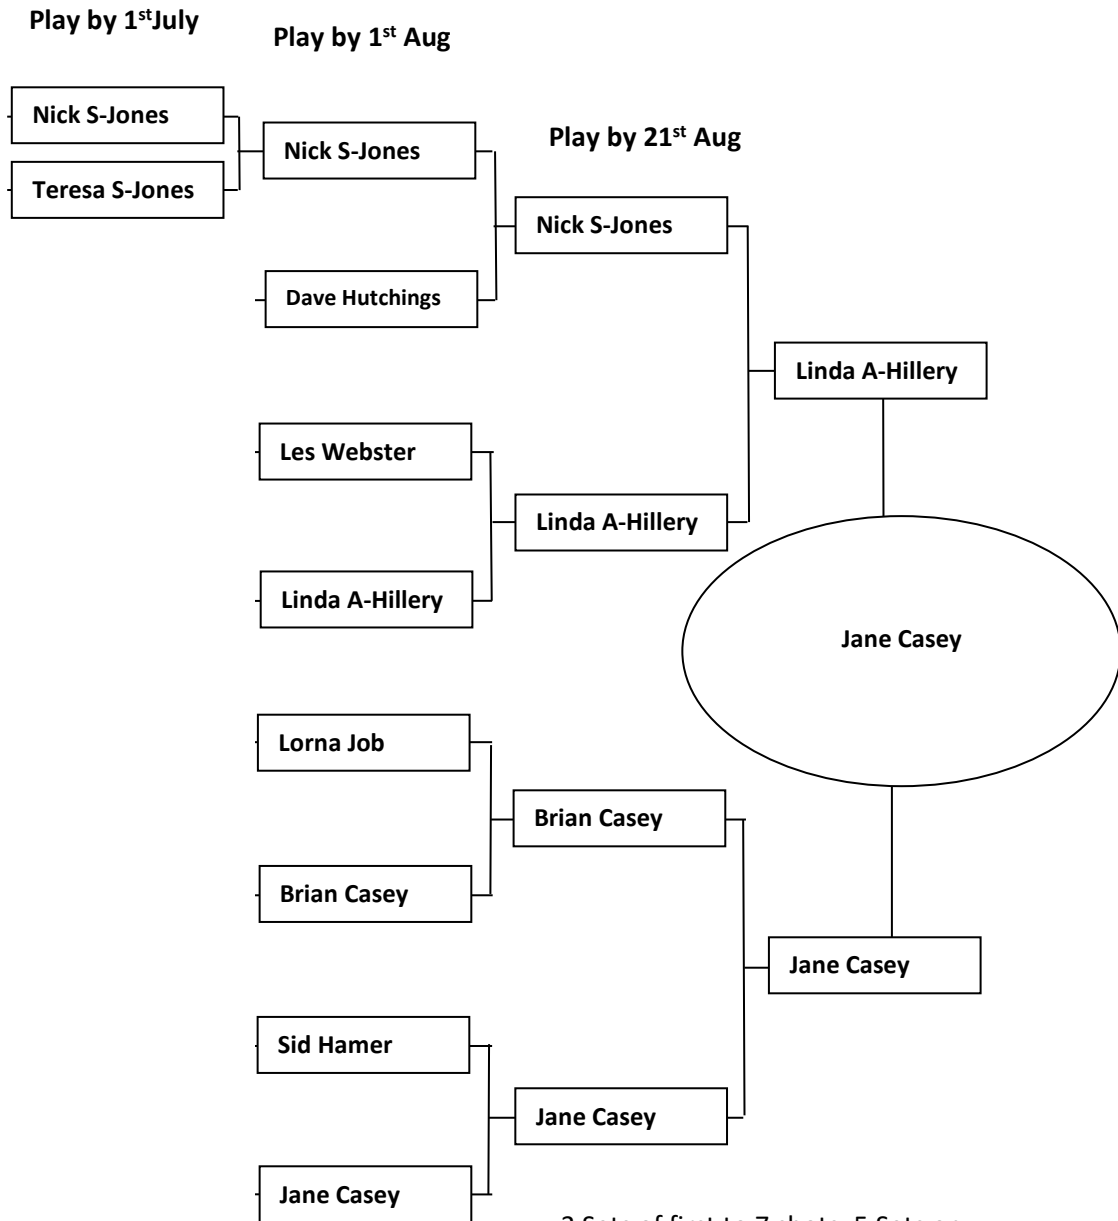 Play by 1stJuly
Play by 1st Aug
Nick S-Jones
Teresa S-Jones
Nick S-Jones
Play by 21st Aug
Nick S-Jones
Dave Hutchings
Linda A-Hillery
Les Webster
Linda A-Hillery
Linda A-Hillery
Jane Casey
Lorna Job
Brian Casey
Brian Casey
Jane Casey
Sid Hamer
Jane Casey
Jane Casey